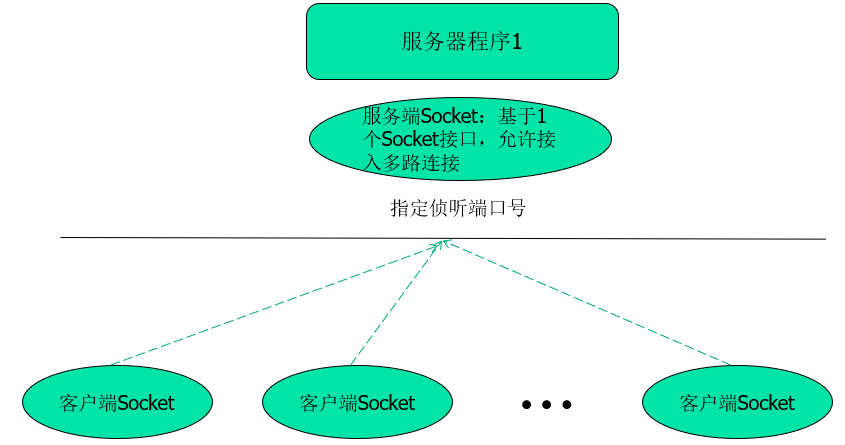 服务器程序1
服务端Socket：基于1
个Socket接口，允许接
入多路连接
指定侦听端口号
客户端Socket
客户端Socket
•••
客户端Socket